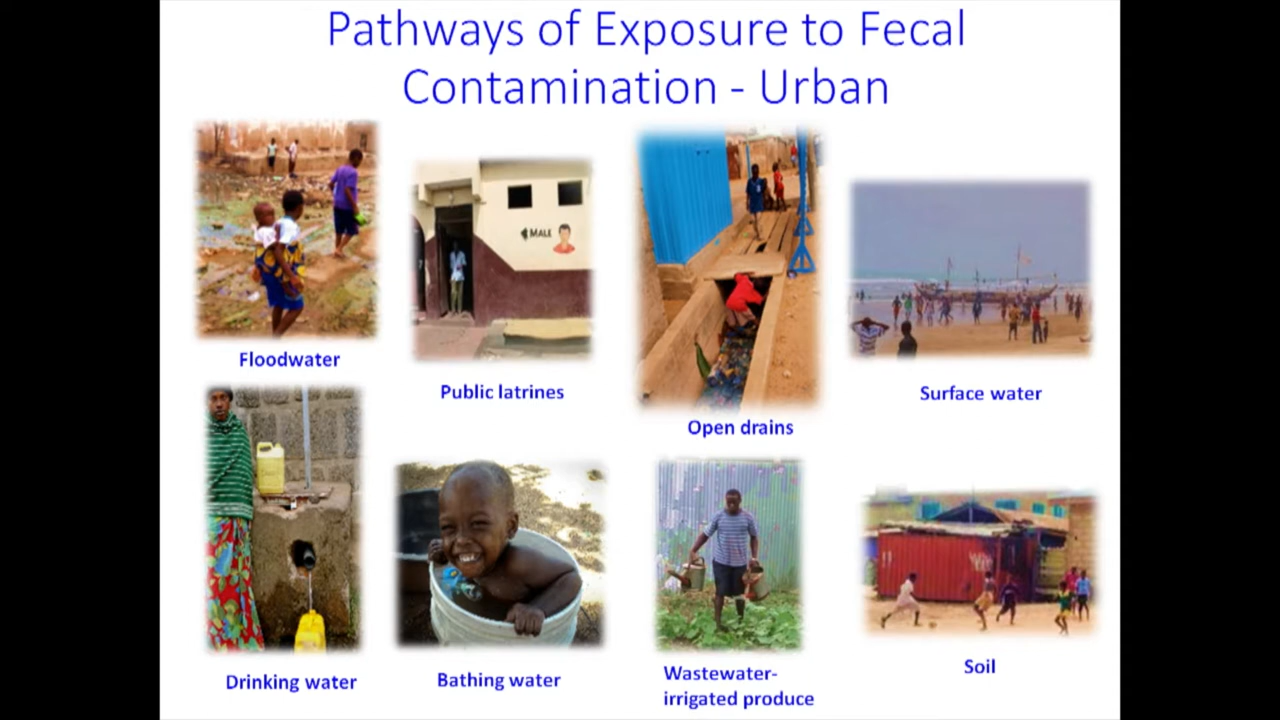 Pathways of Exposure to Fecal
Contamination - Urban
MALE
Floodwater
Public latrines
Open drains
Surface water
Drinking water
Bathing water
Wastewater-
irrigated produce
Soil